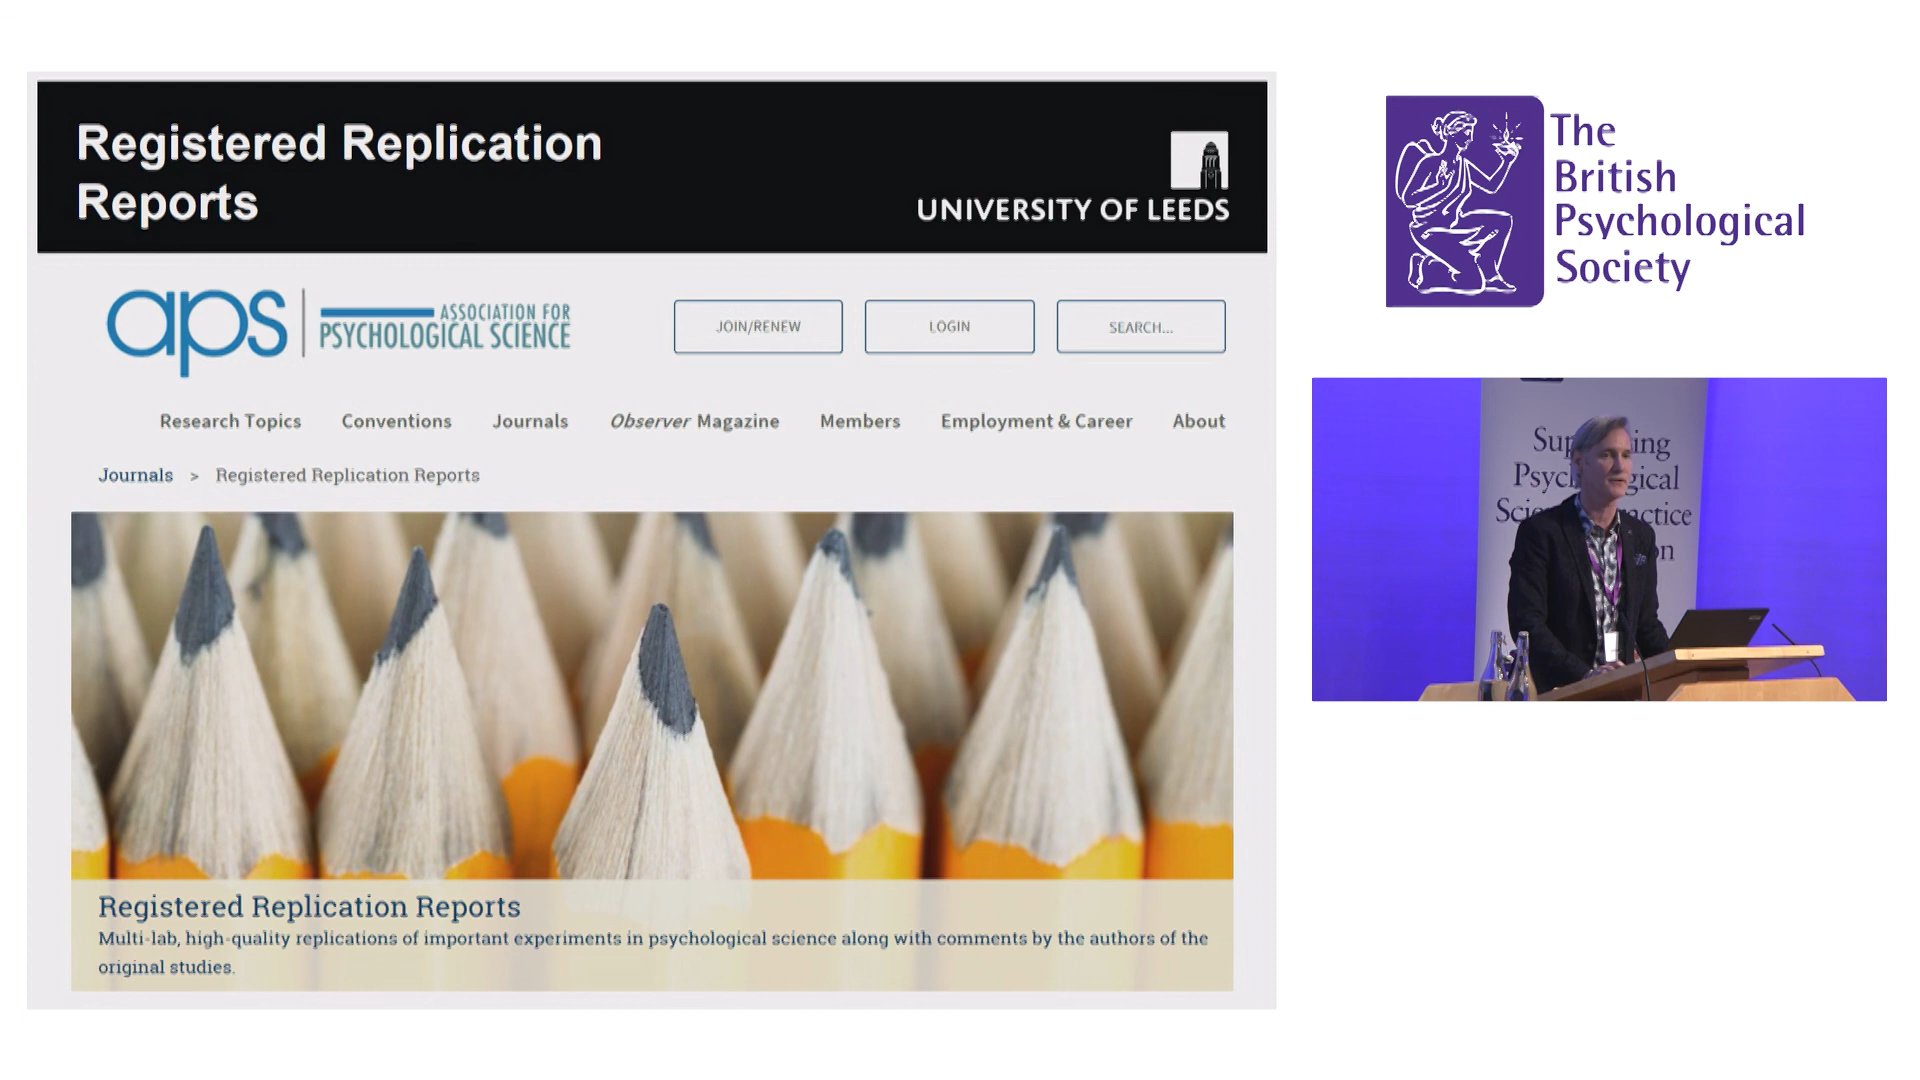 Registered Replication
Reports
UNIVERSITY OF LEEDS
aps
ASSOCIATION FOR
PSYCHOLOGICAL SCIENCE
JOIN/RENEW
LOGIN
SEARCH...
Research Topics
Conventions
Journals
Observer Magazine
Members
Employment & Career
About
Journals > Registered Replication Reports
Registered Replication Reports
Multi-lab, high-quality replications of important experiments in psychological science along with comments by the authors of the
original studies.
The
British
Psychological
Society